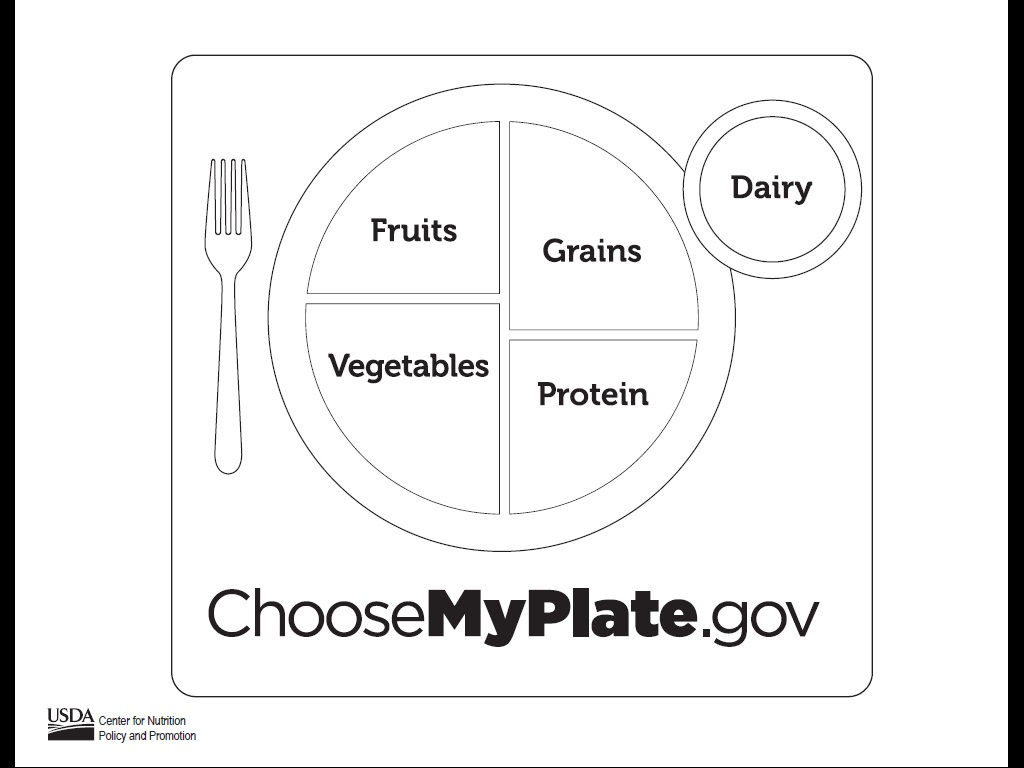 Fruits
Grains
Dairy
Vegetables
Protein
ChooseMyPlate.gov
USDA
Center for Nutrition
Policy and Promotion